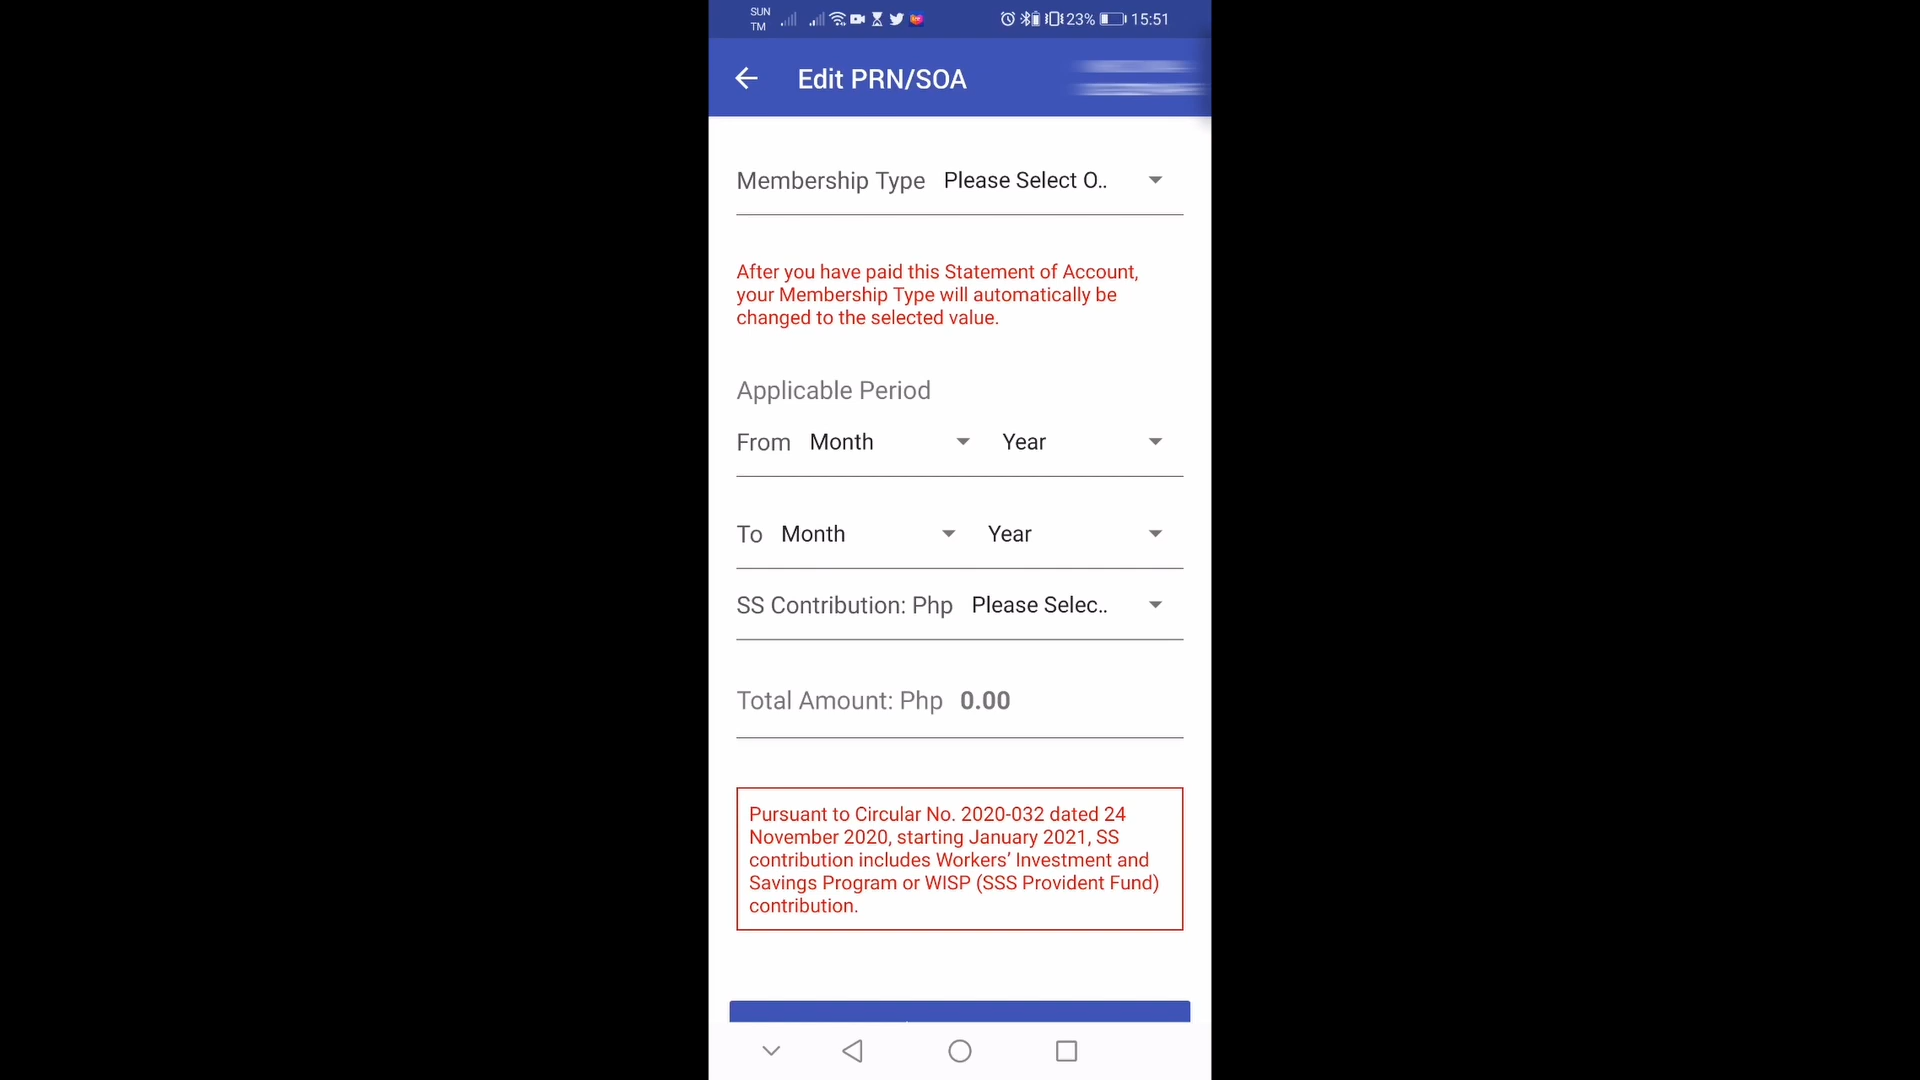 SUN
TM
23% 15:51
Edit PRN/SOA
Membership Type Please Select O..
After you have paid this Statement of Account,
your Membership Type will automatically be
changed to the selected value.
Applicable Period
From Month Year
To Month Year
SS Contribution: Php Please Selec..
Total Amount: Php 0.00
Pursuant to Circular No. 2020-032 dated 24
November 2020, starting January 2021, SS
contribution includes Workers’ Investment and
Savings Program or WISP (SSS Provident Fund)
contribution.